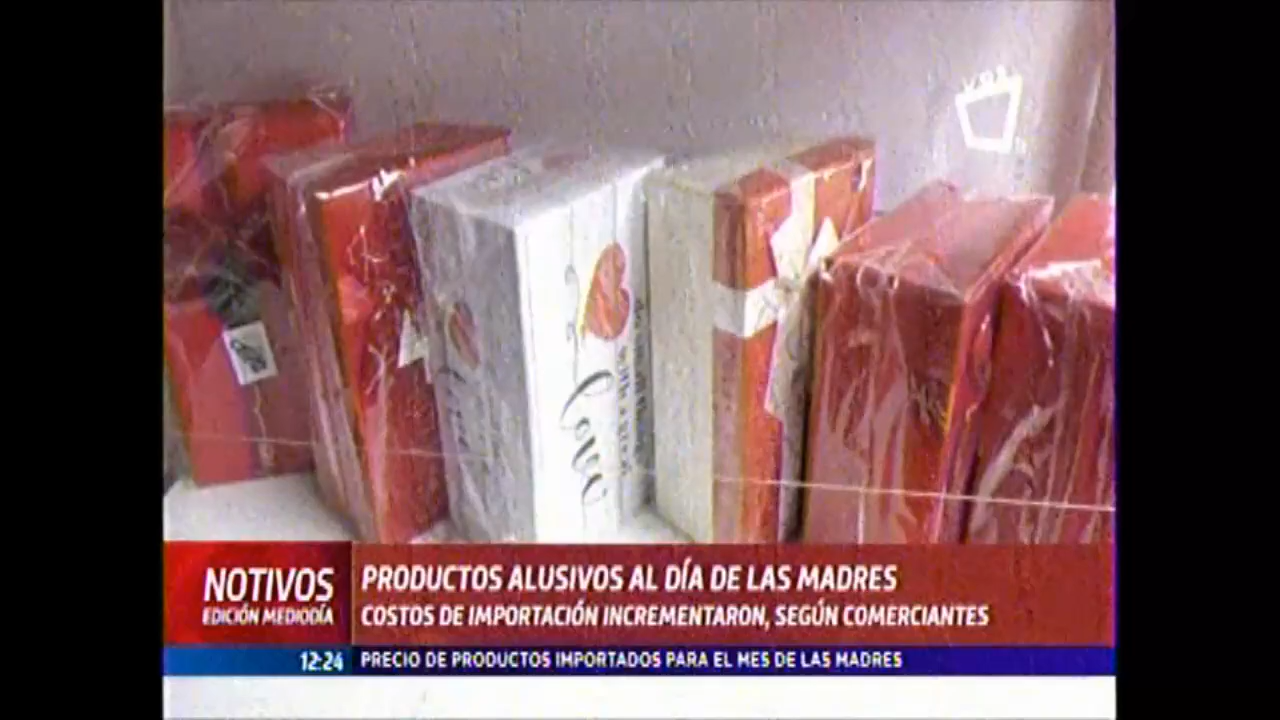 VOS
Love
NOTIVOS
EDICIÓN MEDIODÍA
PRODUCTOS ALUSIVOS AL DÍA DE LAS MADRES
COSTOS DE IMPORTACIÓN INCREMENTARON, SEGÚN COMERCIANTES
12:24
PRECIO DE PRODUCTOS IMPORTADOS PARA EL MES DE LAS MADRES